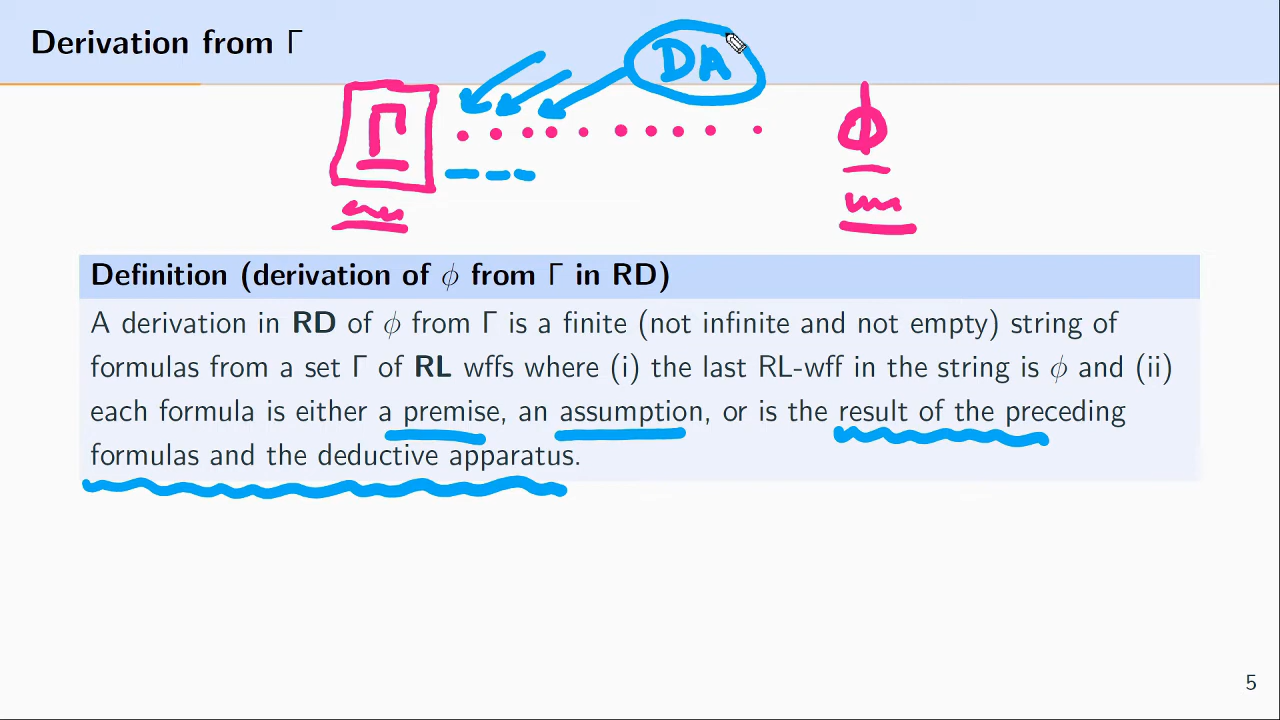 Derivation from Γ
DA
Γ
ϕ
Definition (derivation of ϕ from Γ in RD)
A derivation in RD of ϕ from Γ is a finite (not infinite and not empty) string of
formulas from a set Γ of RL wffs where (i) the last RL-wff in the string is ϕ and (ii)
each formula is either a premise, an assumption, or is the result of the preceding
formulas and the deductive apparatus.
5